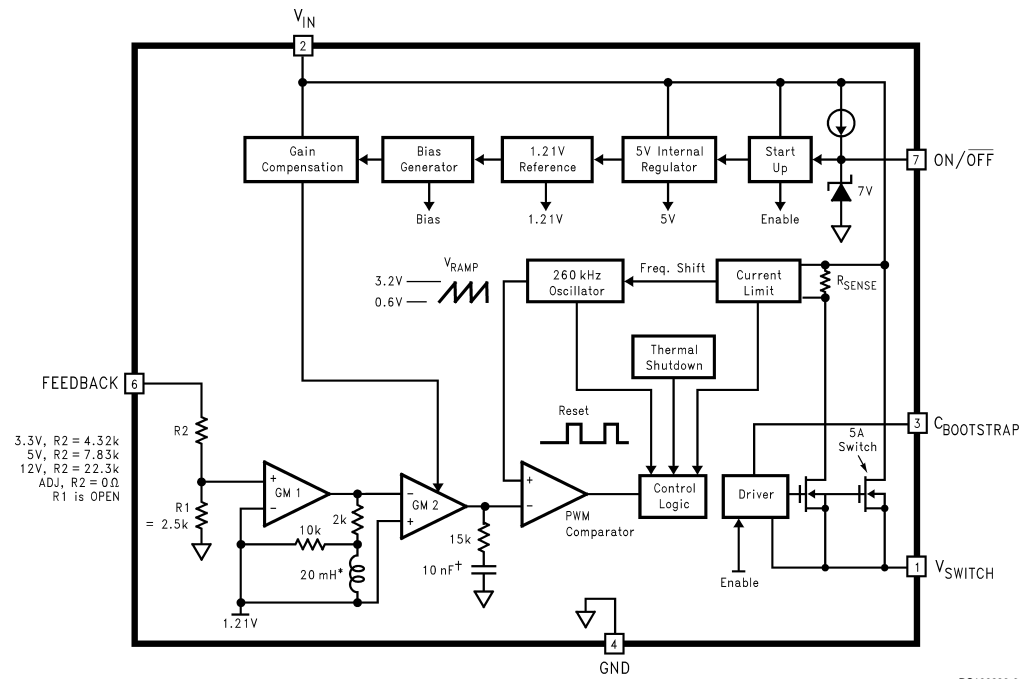 VIN
2
Gain
Compensation
Bias
Generator
1.21V
Reference
5V Internal
Regulator
Start
Up
7
ON/OFF
7V
Bias
1.21V
5V
Enable
VRAMP
3.2V
0.6V
260 kHz
Oscillator
Freq. Shift
Current
Limit
RSENSE
Thermal
Shutdown
FEEDBACK
6
R2
3.3V, R2 = 4.32k
5V, R2 = 7.83k
12V, R2 = 22.3k
ADJ, R2 = 0Ω
R1 is OPEN
R1
= 2.5k
Reset
3
CBOOTSTRAP
5A
Switch
+
GM 1
−
−
GM 2
+
+
−
PWM
Comparator
Control
Logic
Driver
2k
10k
20 mH*
15k
10 nF†
1.21V
Enable
1
VSWITCH
4
GND